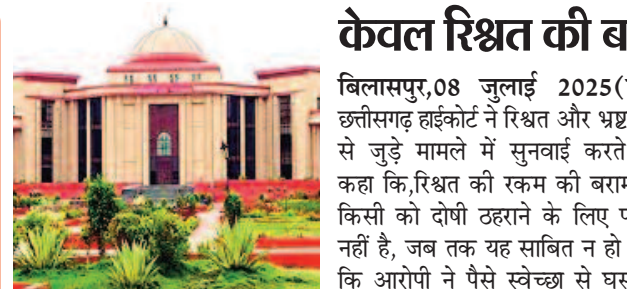 केवल रिश्वत की ब
बिलासपुर,08 जुलाई 2025(
छत्तीसगढ़ हाईकोर्ट ने रिश्वत और भ्रष्ट
से जुड़े मामले में सुनवाई करते
कहा कि,रिश्वत की रकम की बराम
किसी को दोषी ठहराने के लिए प
नहीं है, जब तक यह साबित न हो
कि आरोपी ने पैसे स्वेच्छा से घूस